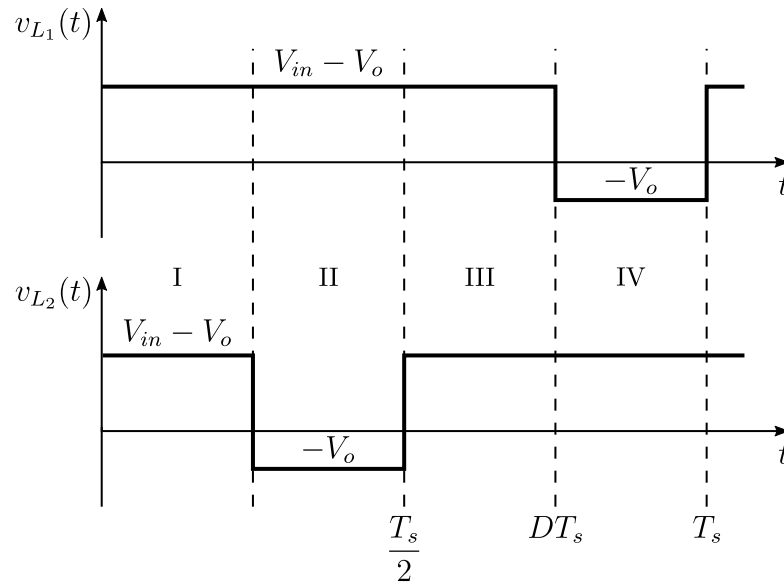 v_{L_1}(t)
V_{in} − V_o
−V_o
t
I II III IV
v_{L_2}(t)
V_{in} − V_o
−V_o
t
\frac{T_s}{2} DT_s T_s